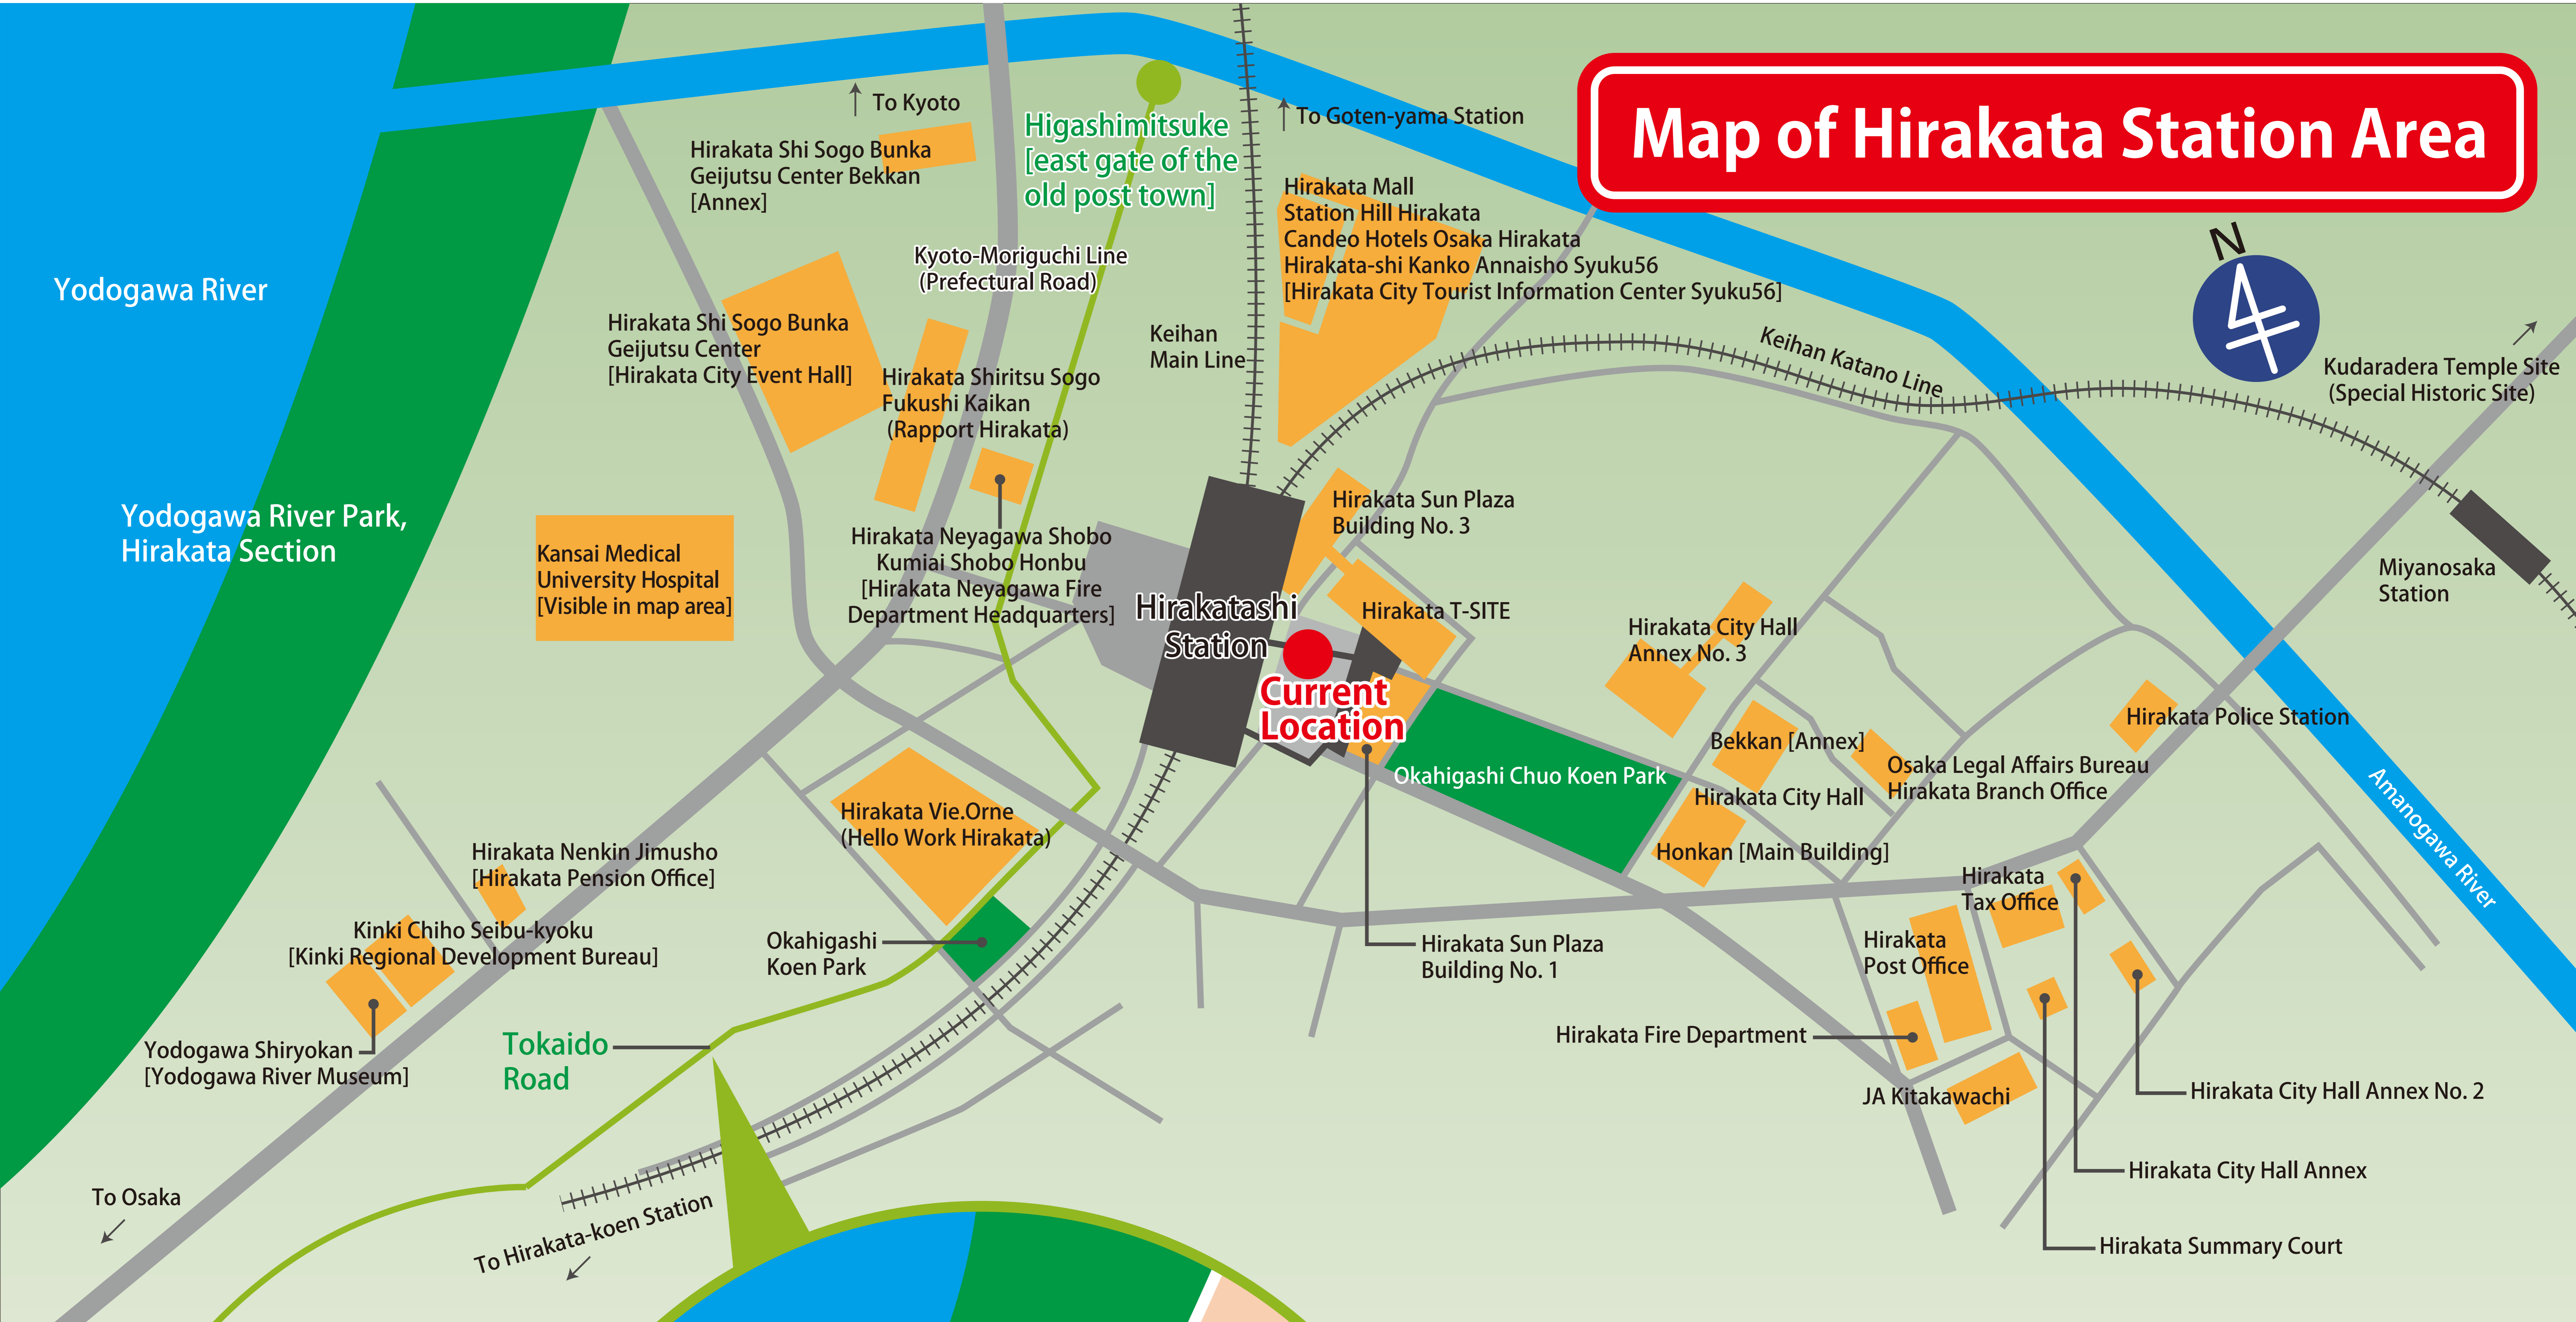 Map of Hirakata Station Area
N
To Kyoto
To Goten-yama Station
Higashimitsuke
[east gate of the
old post town]
Hirakata Shi Sogo Bunka
Geijutsu Center Bekkan
[Annex]
Hirakata Mall
Station Hill Hirakata
Candeo Hotels Osaka Hirakata
Hirakata-shi Kanko Annaisho Syuku56
[Hirakata City Tourist Information Center Syuku56]
Kyoto-Moriguchi Line
(Prefectural Road)
Yodogawa River
Hirakata Shi Sogo Bunka
Geijutsu Center
[Hirakata City Event Hall]
Keihan
Main Line
Keihan Katano Line
Kudaradera Temple Site
(Special Historic Site)
Hirakata Shiritsu Sogo
Fukushi Kaikan
(Rapport Hirakata)
Yodogawa River Park,
Hirakata Section
Hirakata Sun Plaza
Building No. 3
Kansai Medical
University Hospital
[Visible in map area]
Hirakata Neyagawa Shobo
Kumiai Shobo Honbu
[Hirakata Neyagawa Fire
Department Headquarters]
Hirakatashi
Station
Hirakata T-SITE
Miyanosaka
Station
Hirakata City Hall
Annex No. 3
Current
Location
Hirakata Police Station
Bekkan [Annex]
Okahigashi Chuo Koen Park
Osaka Legal Affairs Bureau
Hirakata Branch Office
Hirakata City Hall
Honkan [Main Building]
Amanogawa River
Hirakata Vie.Orne
(Hello Work Hirakata)
Hirakata Nenkin Jimusho
[Hirakata Pension Office]
Hirakata
Tax Office
Kinki Chiho Seibu-kyoku
[Kinki Regional Development Bureau]
Okahigashi
Koen Park
Hirakata Sun Plaza
Building No. 1
Hirakata
Post Office
Yodogawa Shiryokan
[Yodogawa River Museum]
Tokaido
Road
Hirakata Fire Department
JA Kitakawachi
Hirakata City Hall Annex No. 2
Hirakata City Hall Annex
To Osaka
To Hirakata-koen Station
Hirakata Summary Court